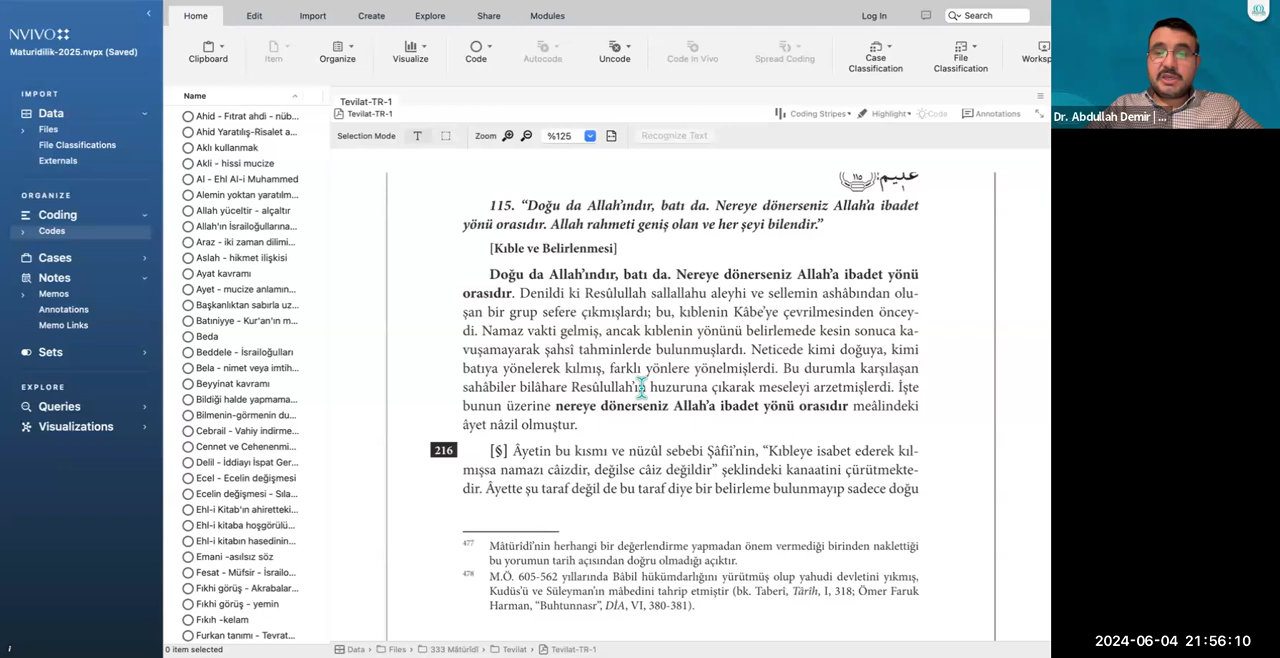 NVIVO
Maturidilik-2025.nvpx (Saved)
IMPORT
Data
Files
File Classifications
Externals
ORGANIZE
Coding
Codes
Cases
Notes
Memos
Annotations
Memo Links
Sets
EXPLORE
Queries
Visualizations
Home Edit Import Create Explore Share Modules Log In Search
Clipboard Item Organize Visualize Code Autocode Uncode Code In Vivo Spread Coding Case Classification File Classification Worksp
Name
Ahid - Fıtrat ahdi - nüb...
Ahid Yaratılış-Risalet a...
Aklı kullanmak
Akli - hissi mucize
Al - Ehl Al-i Muhammed
Alemin yoktan yaratılm...
Allah yüceltir - alçaltır
Allah'ın İsrailoğullarına...
Araz - iki zaman dilimi...
Aslah - hikmet ilişkisi
Ayat kavramı
Ayet - mucize anlamın...
Başkanlıktan sabırla uz...
Batıniyye - Kur'an'ın m...
Beda
Beddele - İsrailoğulları
Bela - nimet veya imtih...
Beyyinat kavramı
Bildiği halde yapmama...
Bilmenin-görmenin du...
Cebrail - Vahiy indirme...
Cennet ve Cehenenmi...
Delil - İddiayı İspat Ger...
Ecel - Ecelin değişmesi
Ecelin değişmesi - Sıla...
Ehl-i Kitab'ın ahiretteki...
Ehl-i kitaba hoşgörülü...
Ehl-i kitabın hasedinin...
Emani -asılsız söz
Fesat - Müfsir - İsrailo...
Fıkhi görüş - Akrabalar...
Fıkhi görüş - yemin
Fıkıh -kelam
Furkan tanımı - Tevrat...
Tevilat-TR-1
Tevilat-TR-1
Coding Stripes Highlight Code Annotations
Selection Mode T Zoom %125 Recognize Text
عليم
١١٥
115. “Doğu da Allah’ındır, batı da. Nereye dönerseniz Allah’a ibadet
yönü orasıdır. Allah rahmeti geniş olan ve her şeyi bilendir.”
[Kıble ve Belirlenmesi]
Doğu da Allah’ındır, batı da. Nereye dönerseniz Allah’a ibadet yönü
orasıdır. Denildi ki Resûlullah sallallahu aleyhi ve sellemin ashâbından olu-
şan bir grup sefere çıkmışlardı; bu, kıblenin Kâbe’ye çevrilmesinden öncey-
di. Namaz vakti gelmiş, ancak kıblenin yönünü belirlemede kesin sonuca ka-
vuşamayarak şahsî tahminlerde bulunmuşlardı. Neticede kimi doğuya, kimi
batıya yönelerek kılmış, farklı yönlere yönelmişlerdi. Bu durumla karşılaşan
sahâbiler bilâhare Resûlullah’ın huzuruna çıkarak meseleyi arzetmişlerdi. İşte
bunun üzerine nereye dönerseniz Allah’a ibadet yönü orasıdır meâlindeki
âyet nâzil olmuştur.
216 [§] Âyetin bu kısmı ve nüzûl sebebi Şâfiî’nin, “Kıbleye isabet ederek kıl-
mışsa namazı câizdir, değilse câiz değildir” şeklindeki kanaatini çürütmekte-
dir. Âyette şu taraf değil de bu taraf diye bir belirleme bulunmayıp sadece doğu
477 Mâtürîdî’nin herhangi bir değerlendirme yapmadan önem vermediği birinden naklettiği
bu yorumun tarih açısından doğru olmadığı açıktır.
478 M.Ö. 605-562 yıllarında Bâbil hükümdarlığını yürütmüş olup yahudi devletini yıkmış,
Kudüs’ü ve Süleyman’ın mâbedini tahrip etmiştir (bk. Taberî, Târih, I, 318; Ömer Faruk
Harman, “Buhtunnasr”, DİA, VI, 380-381).
0 item selected
Data Files 333 Mâtürîdî Tevilat Tevilat-TR-1
Dr. Abdullah Demir | ...
2024-06-04 21:56:10